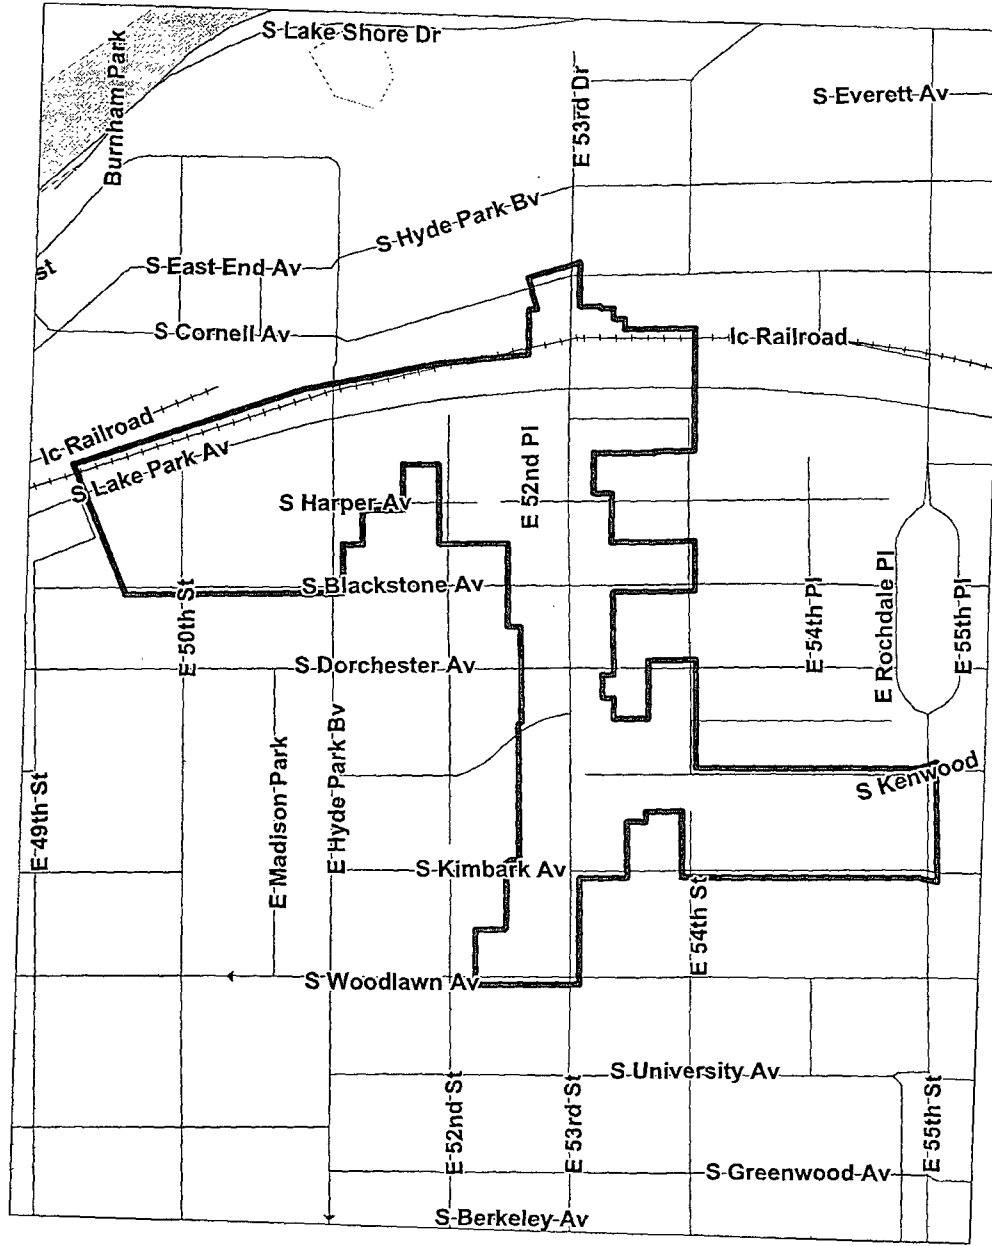 S Lake Shore Dr
Burnham Park
E 53rd Dr
S Everett Av
S Hyde Park Bv
st
S East End Av
S Cornell Av
Ic Railroad
Ic Railroad
S Lake Park Av
E 52nd Pl
S Harper Av
S Blackstone Av
E 50th St
E 54th Pl
E Rochdale Pl
E 55th Pl
S Dorchester Av
E 49th St
E Madison Park
E Hyde Park Bv
S Kenwood
S Kimbark Av
E 54th St
S Woodlawn Av
S University Av
E 52nd St
E 53rd St
E 55th St
S Greenwood Av
S Berkeley Av